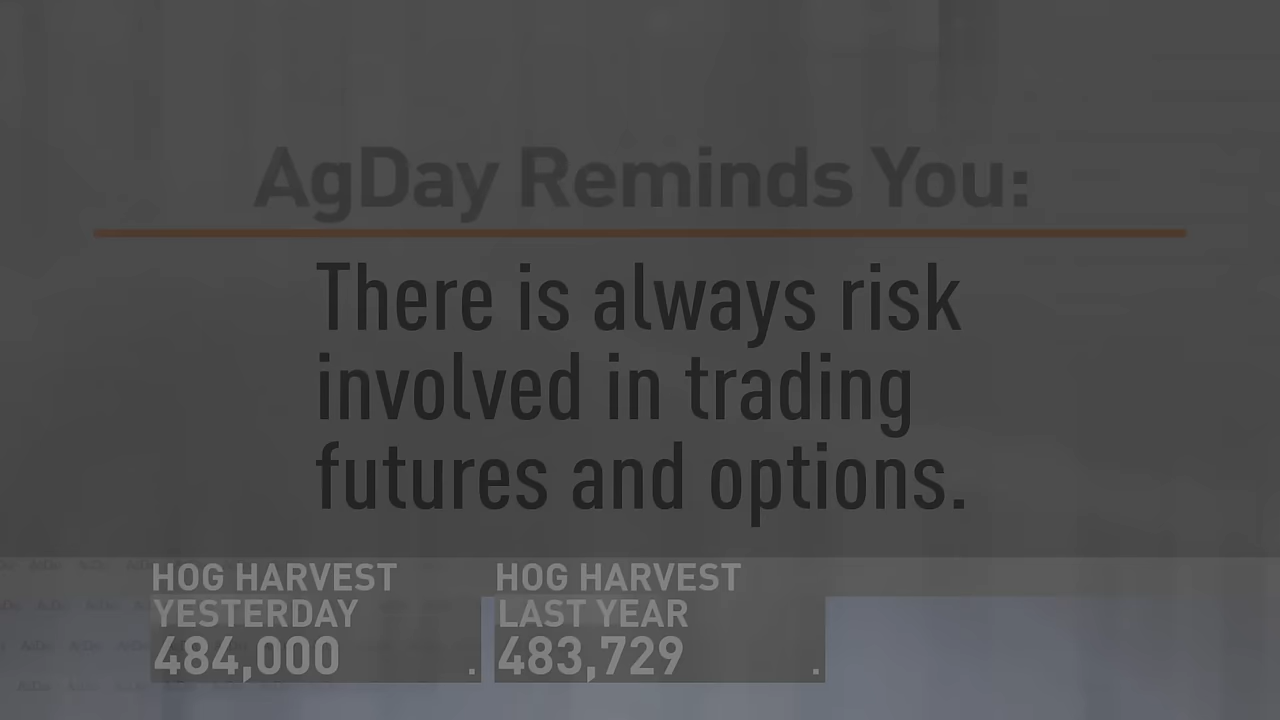 AgDay Reminds You:
There is always risk
involved in trading
futures and options.
HOG HARVEST
YESTERDAY
484,000 .
HOG HARVEST
LAST YEAR
483,729 .